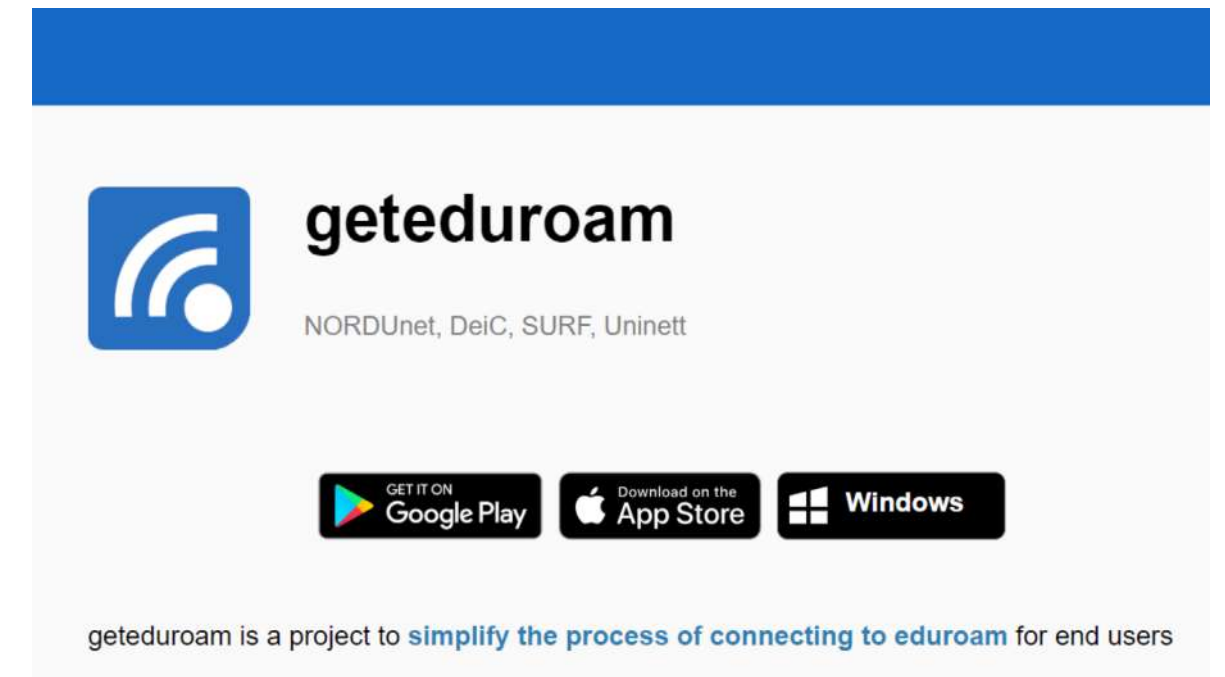 geteduroam
NORDUnet, DeiC, SURF, Uninett
GET IT ON
Google Play
Download on the
App Store
Windows
geteduroam is a project to simplify the process of connecting to eduroam for end users